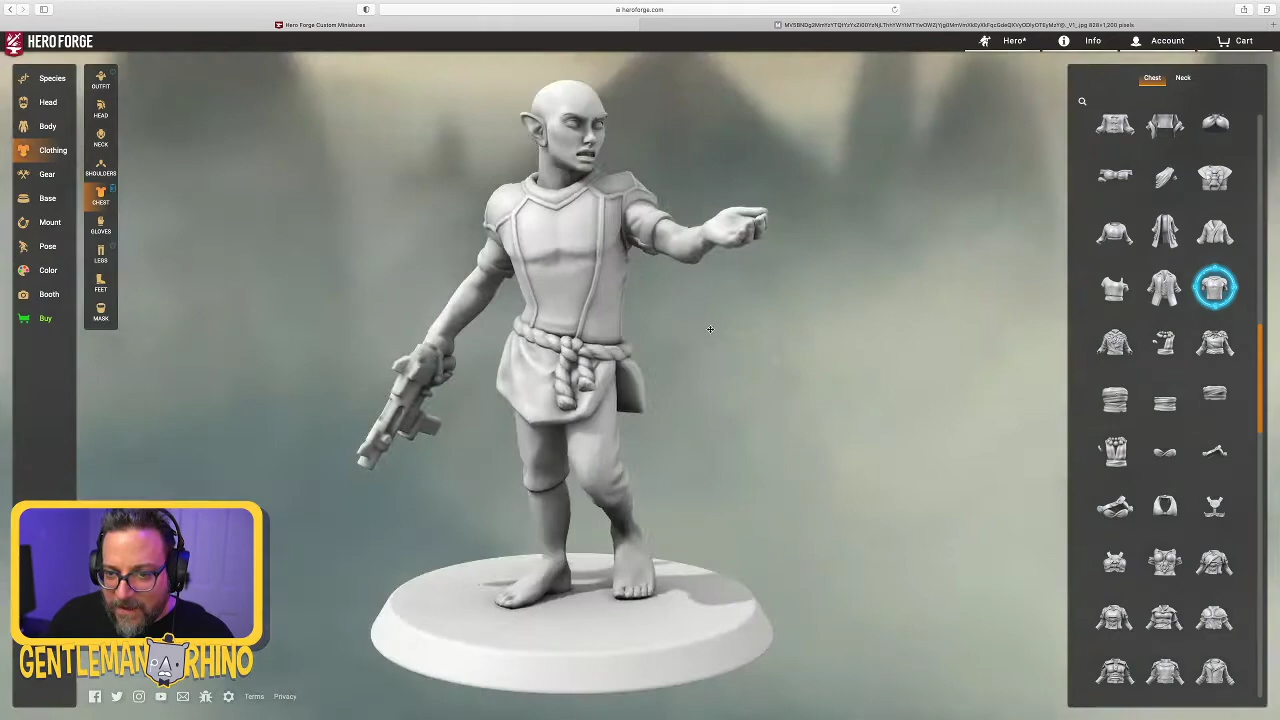 heroforge.com
Hero Forge Custom Miniatures
HERO FORGE
Hero*
Info
Account
Cart
Species
Head
Body
Clothing
Gear
Base
Mount
Pose
Color
Booth
Buy
OUTFIT
HEAD
NECK
SHOULDERS
CHEST
GLOVES
LEGS
FEET
MASK
Chest
Neck
GENTLEMAN RHINO
Terms
Privacy